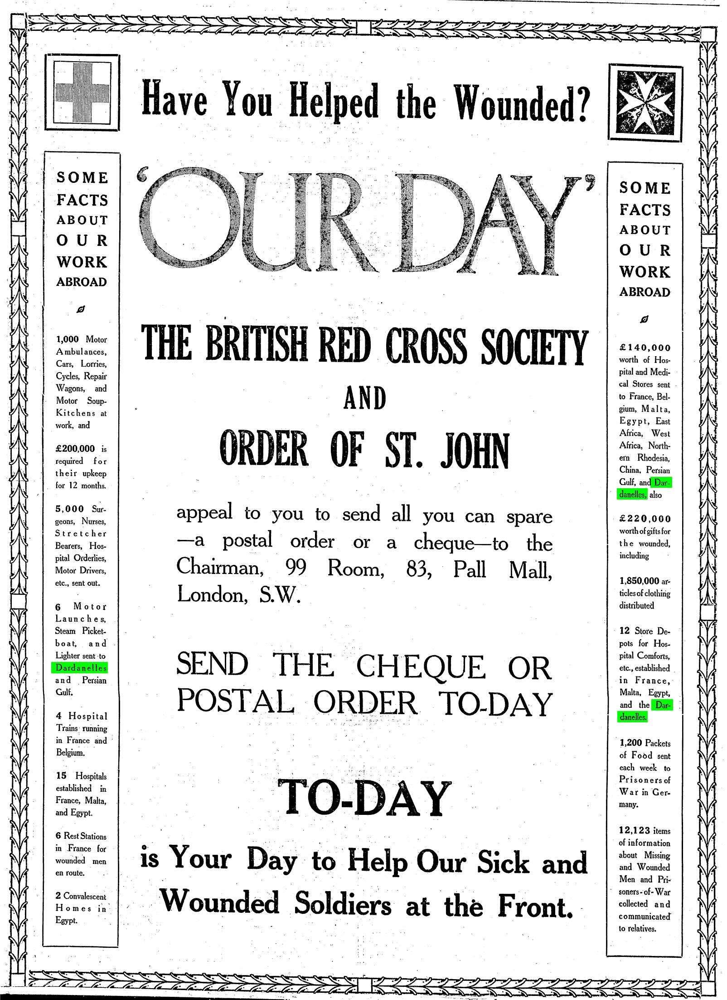 Have You Helped the Wounded?
'OUR DAY'
THE BRITISH RED CROSS SOCIETY
AND
ORDER OF ST. JOHN
appeal to you to send all you can spare
—a postal order or a cheque—to the
Chairman, 99 Room, 83, Pall Mall,
London, S.W.
SEND THE CHEQUE OR
POSTAL ORDER TO-DAY
TO-DAY
is Your Day to Help Our Sick and
Wounded Soldiers at the Front.
SOME
FACTS
ABOUT
OUR
WORK
ABROAD
1,000 Motor
Ambulances,
Cars, Lorries,
Cycles, Repair
Wagons, and
Motor Soup-
Kitchens at
work, and
£200,000 is
required for
their upkeep
for 12 months.
5,000 Sur-
geons, Nurses,
Stretcher
Bearers, Hos-
pital Orderlies,
Motor Drivers,
etc., sent out.
6 Motor
Launches,
Steam Picket-
boat, and
Lighter sent to
Dardanelles
and Persian
Gulf.
4 Hospital
Trains running
in France and
Belgium.
15 Hospitals
established in
France, Malta,
and Egypt.
6 Rest Stations
in France for
wounded men
en route.
2 Convalescent
Homes in
Egypt.
SOME
FACTS
ABOUT
OUR
WORK
ABROAD
£140,000
worth of Hos-
pital and Medi-
cal Stores sent
to France, Bel-
gium, Malta,
Egypt, East
Africa, West
Africa, North-
ern Rhodesia,
China, Persian
Gulf, and Dar-
danelles, also
£220,000
worth of gifts for
the wounded,
including
1,850,000 ar-
ticles of clothing
distributed
12 Store De-
pots for Hos-
pital Comforts,
etc., established
in France,
Malta, Egypt,
and the Dar-
danelles.
1,200 Packets
of Food sent
each week to
Prisoners of
War in Ger-
many.
12,123 items
of information
about Missing
and Wounded
Men and Pri-
soners-of-War
collected and
communicated
to relatives.